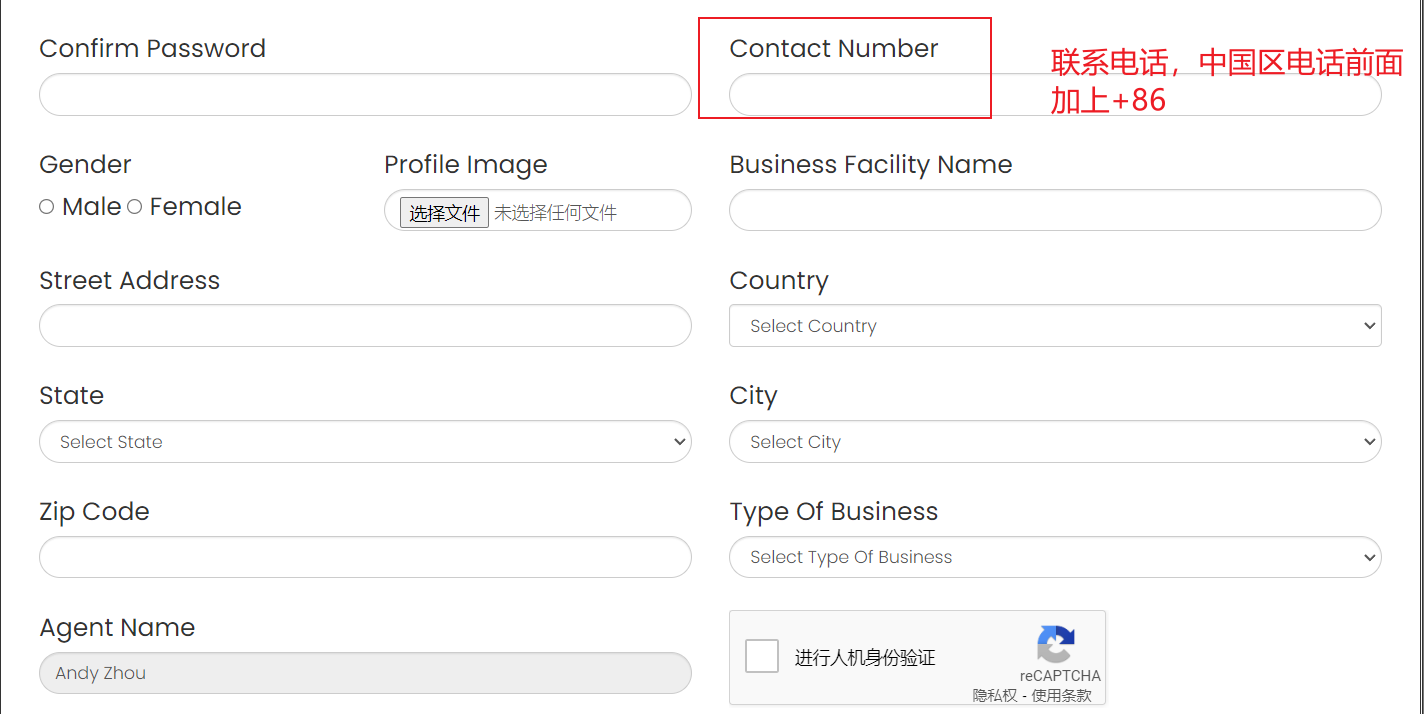 Confirm Password
Contact Number
联系电话，中国区电话前面
加上+86
Gender
Profile Image
Business Facility Name
Male Female
选择文件 未选择任何文件
Street Address
Country
Select Country
State
City
Select State
Select City
Zip Code
Type Of Business
Select Type Of Business
Agent Name
Andy Zhou
进行人机身份验证
reCAPTCHA
隐私权 - 使用条款